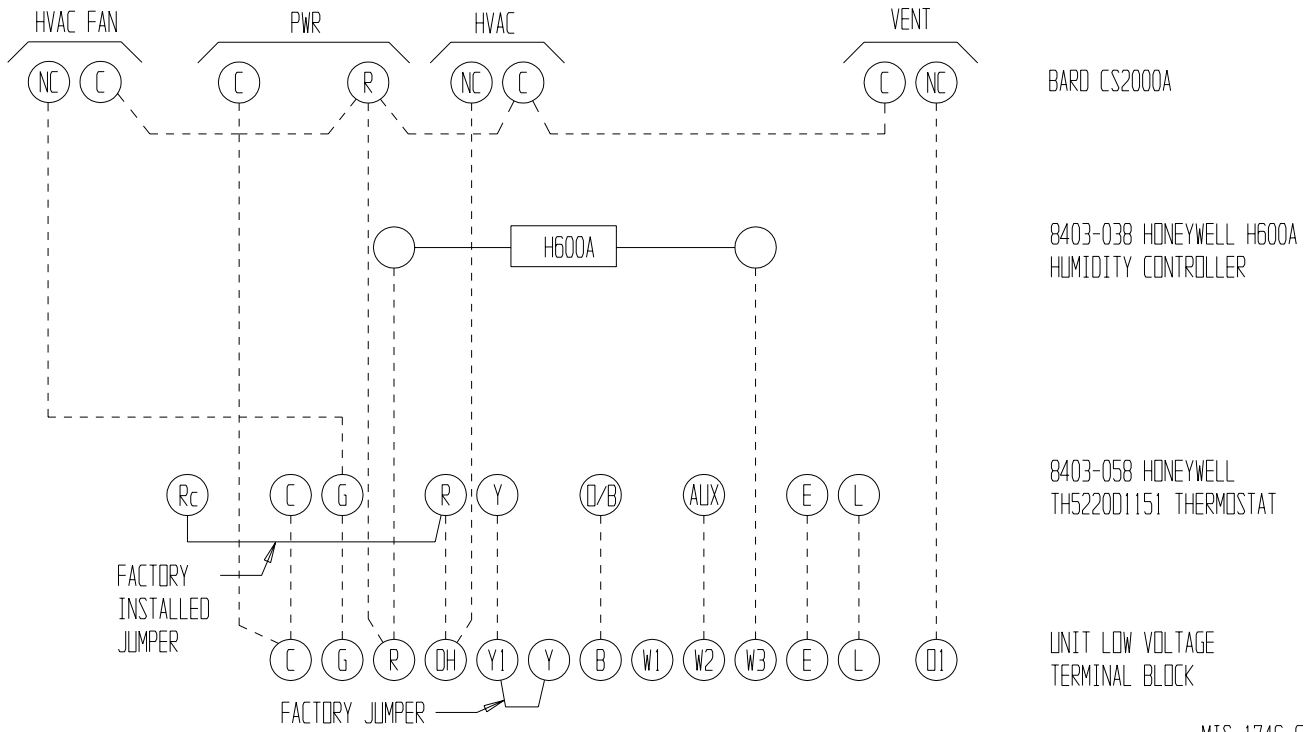 HVAC FAN PWR HVAC VENT
NC C C R NC C C NC BARD CS2000A
H600A 8403-038 HONEYWELL H600A
HUMIDITY CONTROLLER
Rc C G R Y O/B AUX E L 8403-058 HONEYWELL
TH5220D1151 THERMOSTAT
FACTORY
INSTALLED
JUMPER
C G R OH Y1 Y B W1 W2 W3 E L O1 UNIT LOW VOLTAGE
TERMINAL BLOCK
FACTORY JUMPER